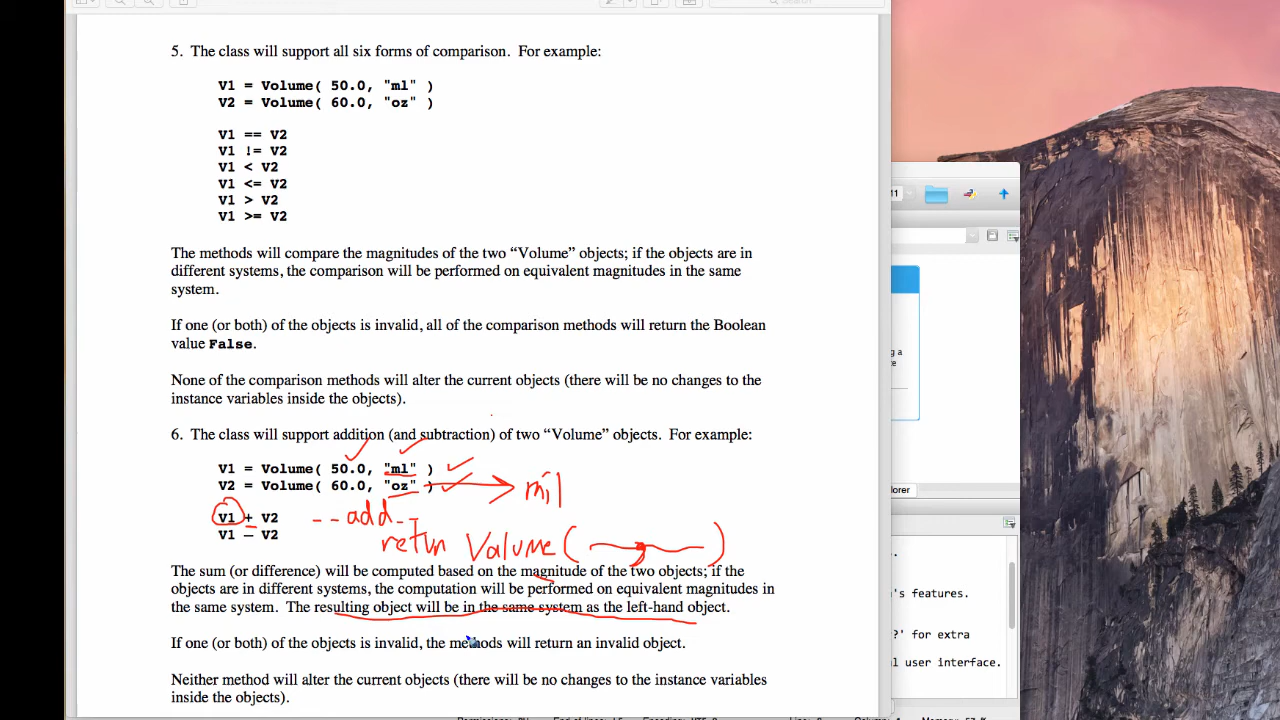 Search
5. The class will support all six forms of comparison. For example:
V1 = Volume( 50.0, "ml" )
V2 = Volume( 60.0, "oz" )
V1 == V2
V1 != V2
V1 < V2
V1 <= V2
V1 > V2
V1 >= V2
The methods will compare the magnitudes of the two “Volume” objects; if the objects are in
different systems, the comparison will be performed on equivalent magnitudes in the same
system.
If one (or both) of the objects is invalid, all of the comparison methods will return the Boolean
value False.
None of the comparison methods will alter the current objects (there will be no changes to the
instance variables inside the objects).
6. The class will support addition (and subtraction) of two “Volume” objects. For example:
V1 = Volume( 50.0, "ml" )
V2 = Volume( 60.0, "oz" )
mil
V1 + V2
--add--
V1 – V2
return Volume ( , )
The sum (or difference) will be computed based on the magnitude of the two objects; if the
objects are in different systems, the computation will be performed on equivalent magnitudes in
the same system. The resulting object will be in the same system as the left-hand object.
If one (or both) of the objects is invalid, the methods will return an invalid object.
Neither method will alter the current objects (there will be no changes to the instance variables
inside the objects).
11
g a
te
lorer
's features.
?' for extra
al user interface.